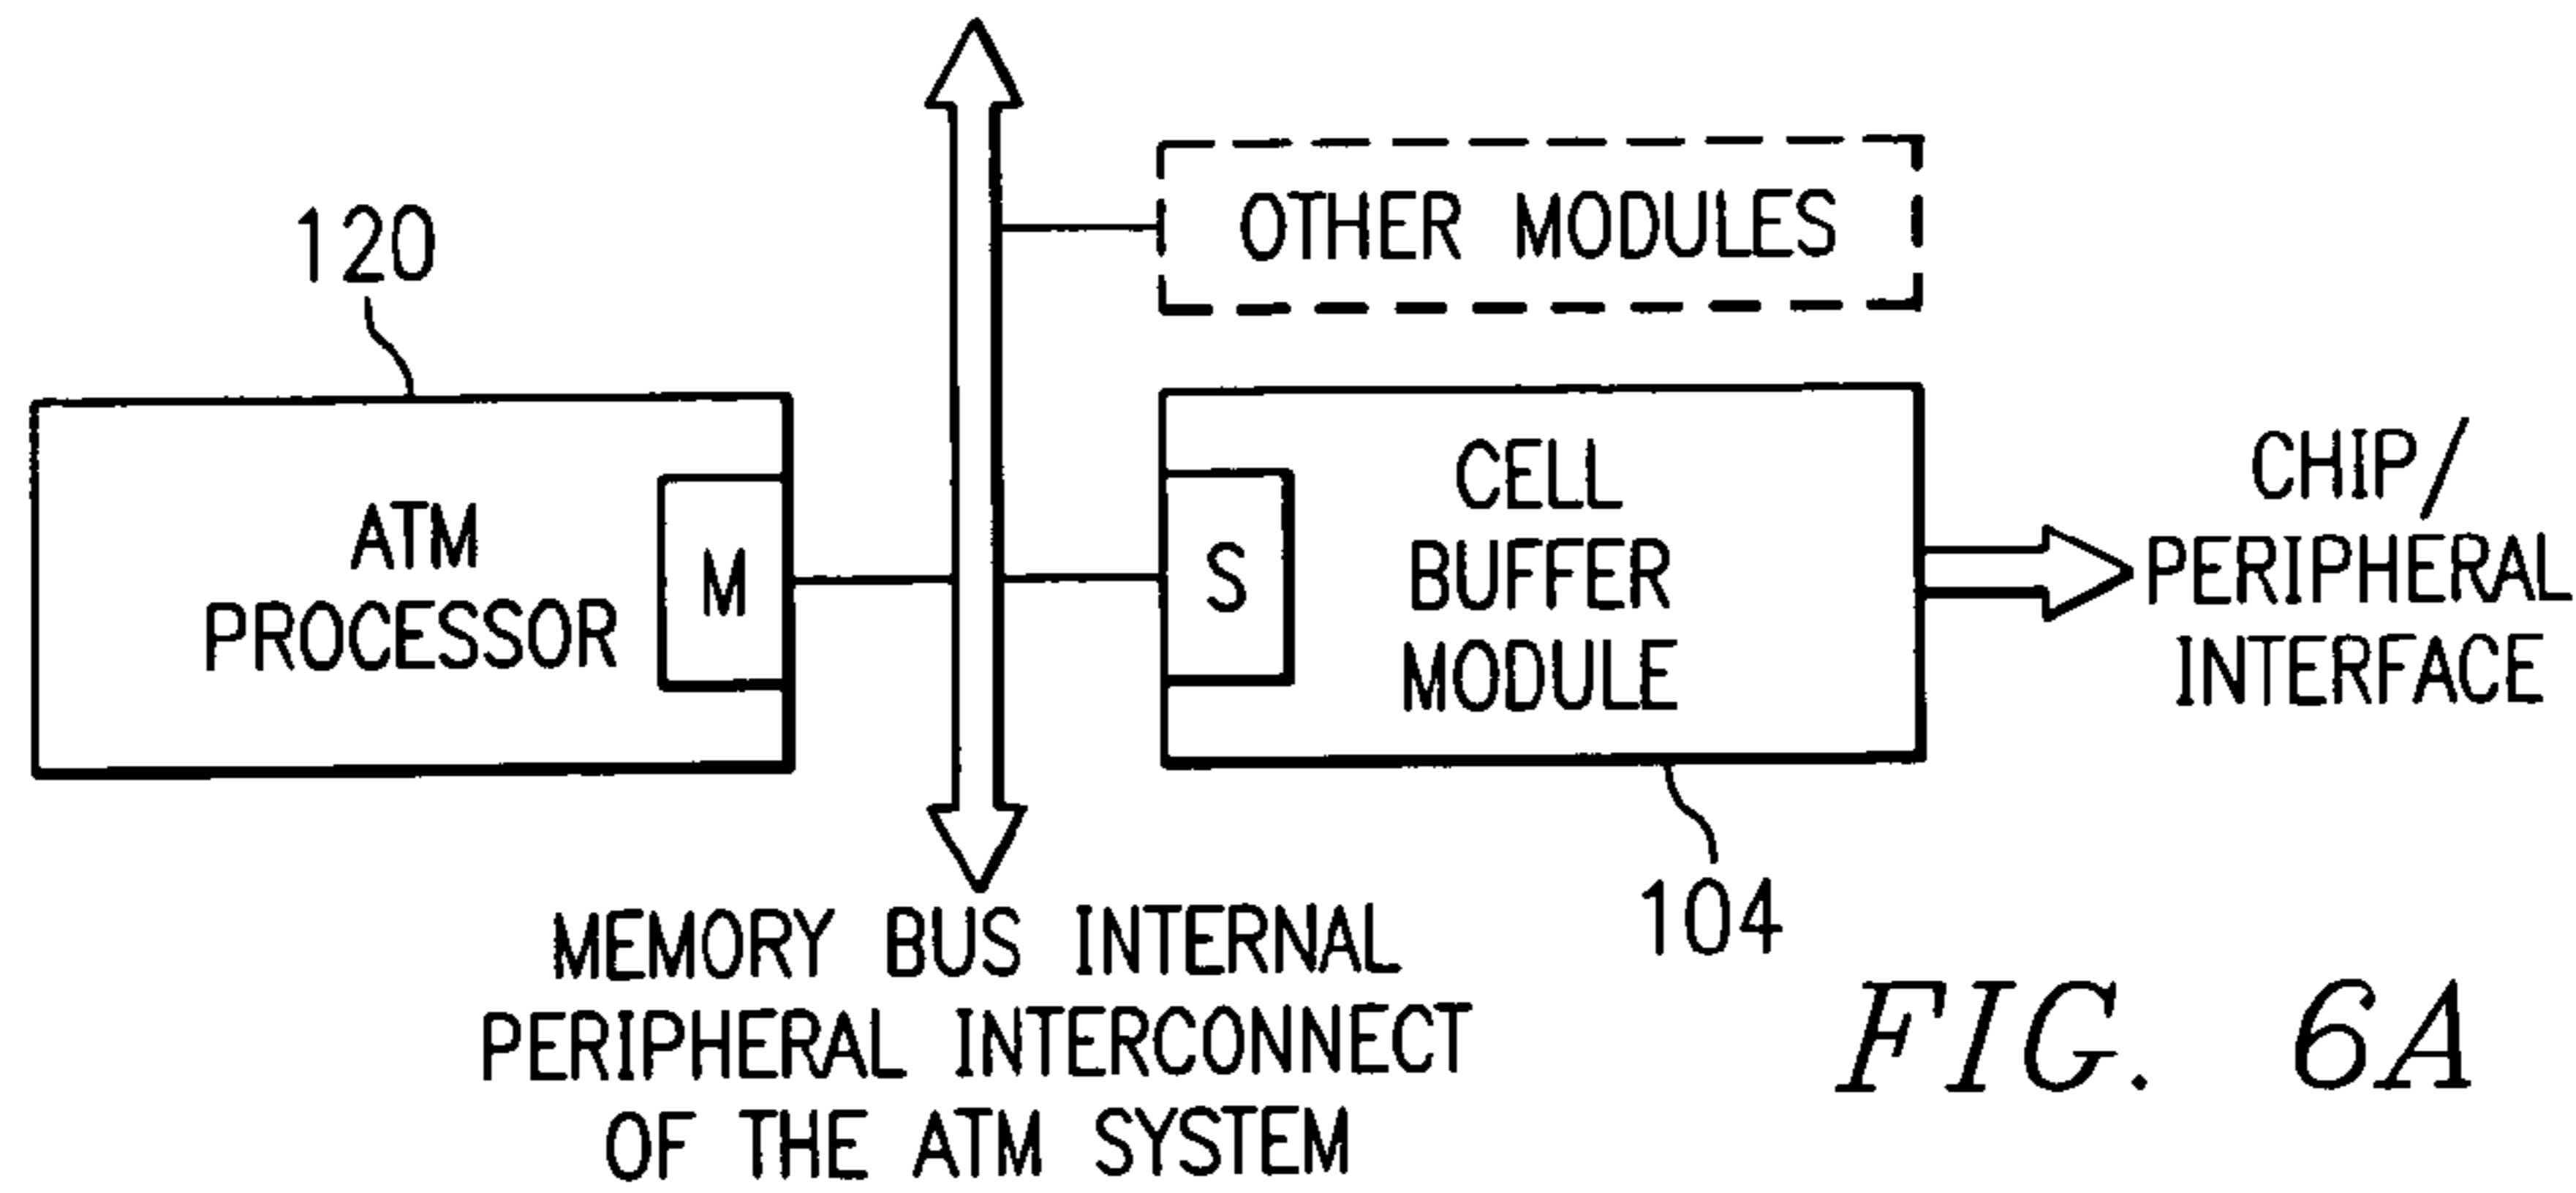 120
OTHER MODULES
ATM
PROCESSOR
M
S
CELL
BUFFER
MODULE
CHIP/
PERIPHERAL
INTERFACE
104
MEMORY BUS INTERNAL
PERIPHERAL INTERCONNECT
OF THE ATM SYSTEM
FIG. 6A